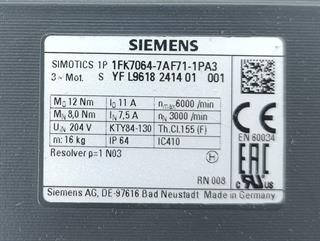 SIEMENS
SIMOTICS 1P 1FK7064-7AF71-1PA3
3~ Mot. S YF L9618 2414 01 001
M0 12 Nm I0 11 A nmax 6000 /min
MN 8,0 Nm IN 7,5 A nN 3000 /min
UIN 204 V KTY84-130 Th.Cl.155 (F)
m: 16 kg IP 64 IC410
EN 60034
Resolver p=1 N03
EAC
RN 008
Siemens AG, DE-97616 Bad Neustadt Made in Germany